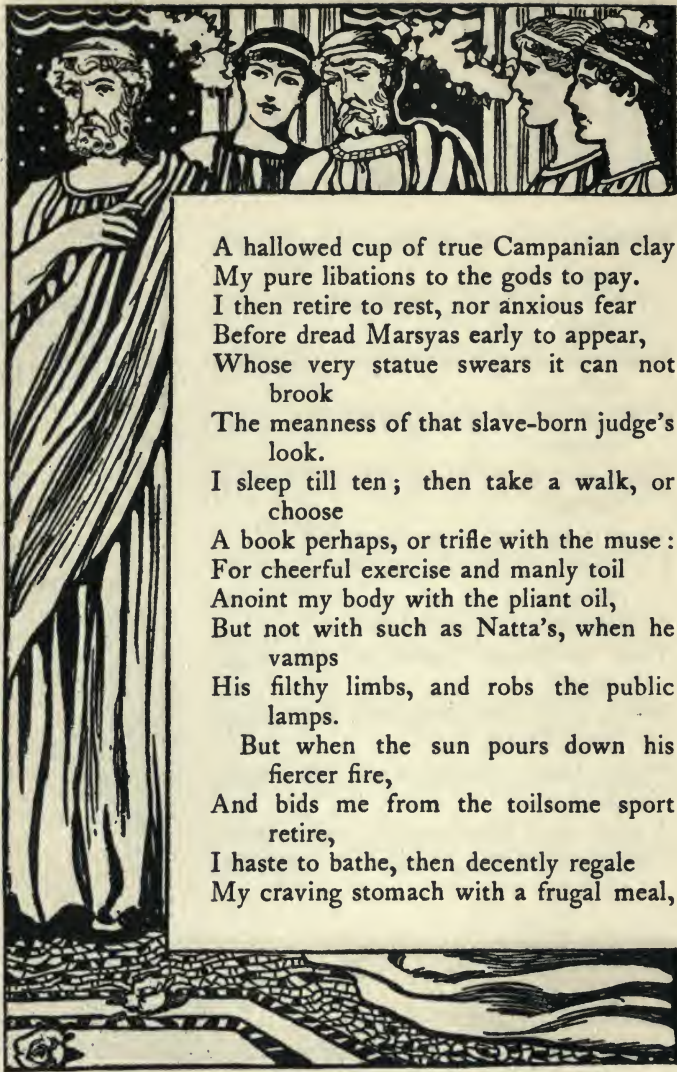 A hallowed cup of true Campanian clay
My pure libations to the gods to pay.
I then retire to rest, nor anxious fear
Before dread Marsyas early to appear,
Whose very statue swears it can not
brook
The meanness of that slave-born judge's
look.
I sleep till ten; then take a walk, or
choose
A book perhaps, or trifle with the muse:
For cheerful exercise and manly toil
Anoint my body with the pliant oil,
But not with such as Natta's, when he
vamps
His filthy limbs, and robs the public
lamps.
But when the sun pours down his
fiercer fire,
And bids me from the toilsome sport
retire,
I haste to bathe, then decently regale
My craving stomach with a frugal meal,